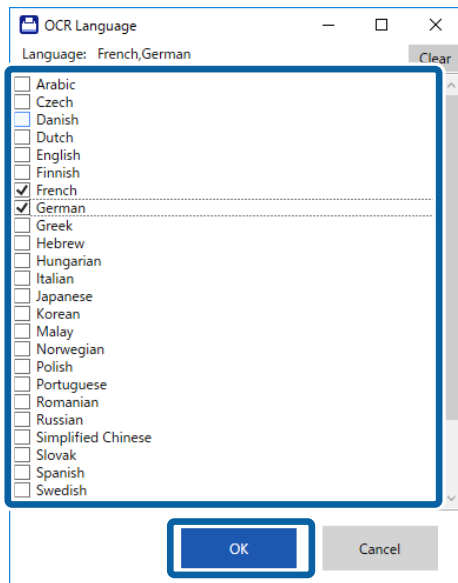 OCR Language
Language: French,German
Clear
Arabic
Czech
Danish
Dutch
English
Finnish
French
German
Greek
Hebrew
Hungarian
Italian
Japanese
Korean
Malay
Norwegian
Polish
Portuguese
Romanian
Russian
Simplified Chinese
Slovak
Spanish
Swedish
OK
Cancel